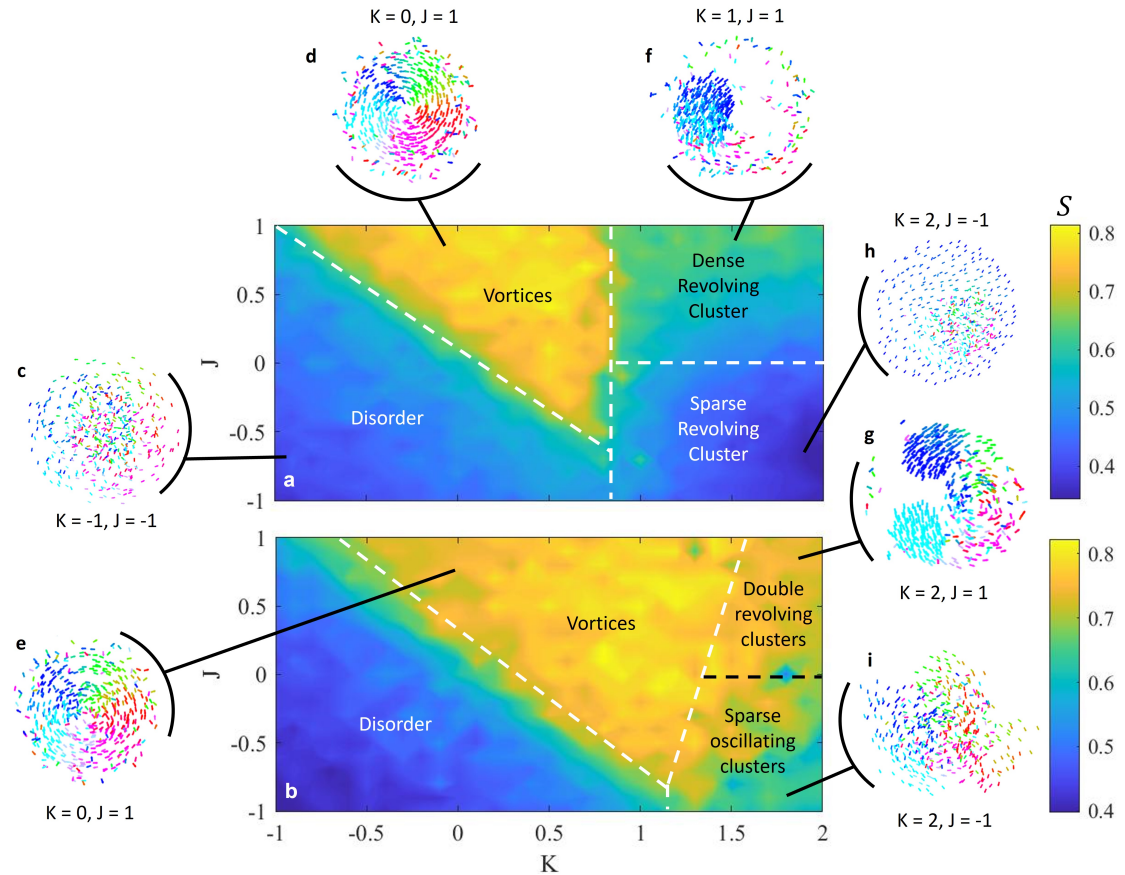 K = 0, J = 1
K = 1, J = 1
d
f
K = 2, J = -1
S
h
1
0.5
0
-0.5
-1
J
Vortices
Dense
Revolving
Cluster
Disorder
Sparse
Revolving
Cluster
a
0.8
0.7
0.6
0.5
0.4
c
K = -1, J = -1
g
K = 2, J = 1
1
0.5
0
-0.5
-1
J
Vortices
Double
revolving
clusters
Disorder
Sparse
oscillating
clusters
b
-1
-0.5
0
0.5
1
1.5
2
K
0.8
0.7
0.6
0.5
0.4
e
K = 0, J = 1
i
K = 2, J = -1